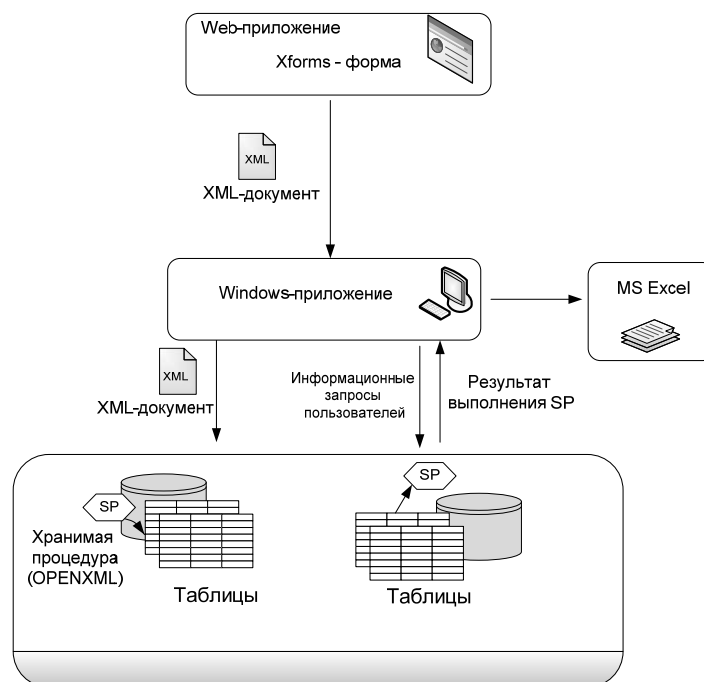 Web-приложение
Xforms - форма
XML
XML-документ
Windows-приложение
MS Excel
XML
XML-документ
Информационные
запросы
пользователей
Результат
выполнения SP
SP
SP
Хранимая
процедура
(OPENXML)
Таблицы
Таблицы